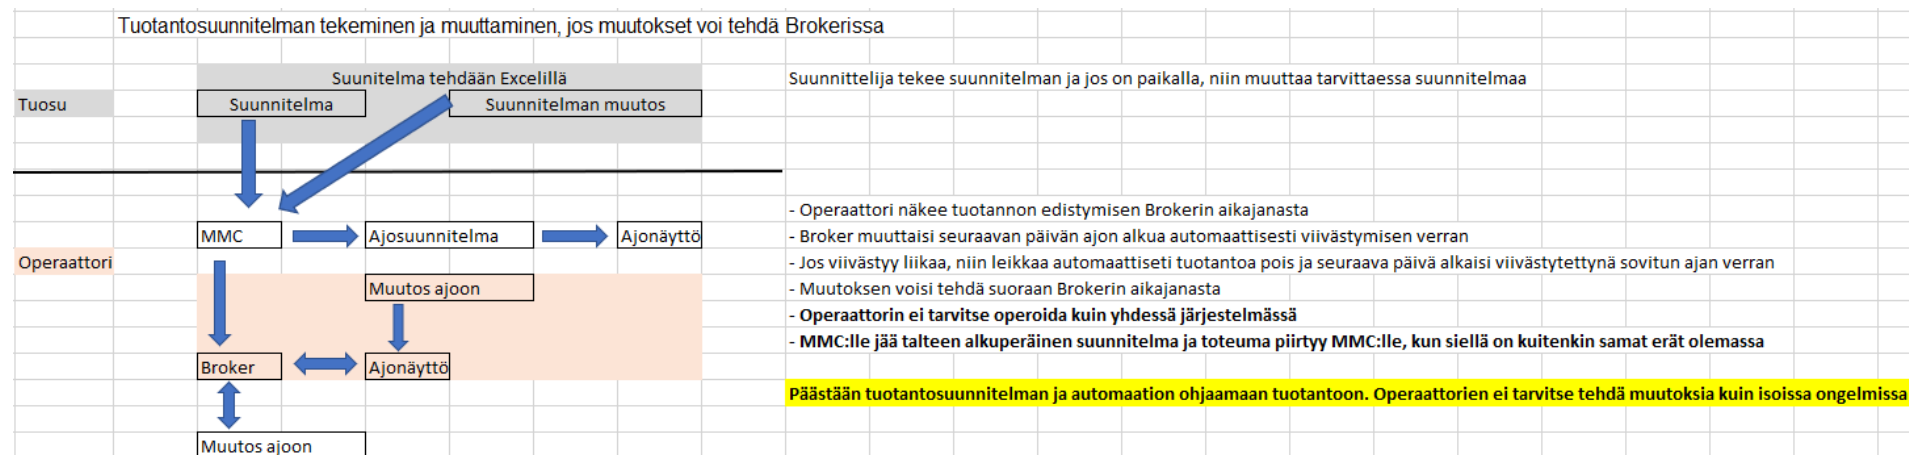 Tuotantosuunnitelman tekeminen ja muuttaminen, jos muutokset voi tehdä Brokerissa
Suunitelma tehdään Excelillä
Suunnittelija tekee suunnitelman ja jos on paikalla, niin muuttaa tarvittaessa suunnitelmaa
Tuosu
Suunnitelma
Suunnitelman muutos
- Operaattori näkee tuotannon edistymisen Brokerin aikajanasta
MMC
Ajosuunnitelma
Ajonäyttö
- Broker muuttaisi seuraavan päivän ajon alkua automaattisesti viivästymisen verran
Operaattori
- Jos viivästyy liikaa, niin leikkaa automaattiseti tuotantoa pois ja seuraava päivä alkaisi viivästytettynä sovitun ajan verran
Muutos ajoon
- Muutoksen voisi tehdä suoraan Brokerin aikajanasta
- Operaattorin ei tarvitse operoida kuin yhdessä järjestelmässä
- MMC:lle jää talteen alkuperäinen suunnitelma ja toteuma piirtyy MMC:lle, kun siellä on kuitenkin samat erät olemassa
Broker
Ajonäyttö
Päästään tuotantosuunnitelman ja automaation ohjaamaan tuotantoon. Operaattorien ei tarvitse tehdä muutoksia kuin isoissa ongelmissa
Muutos ajoon